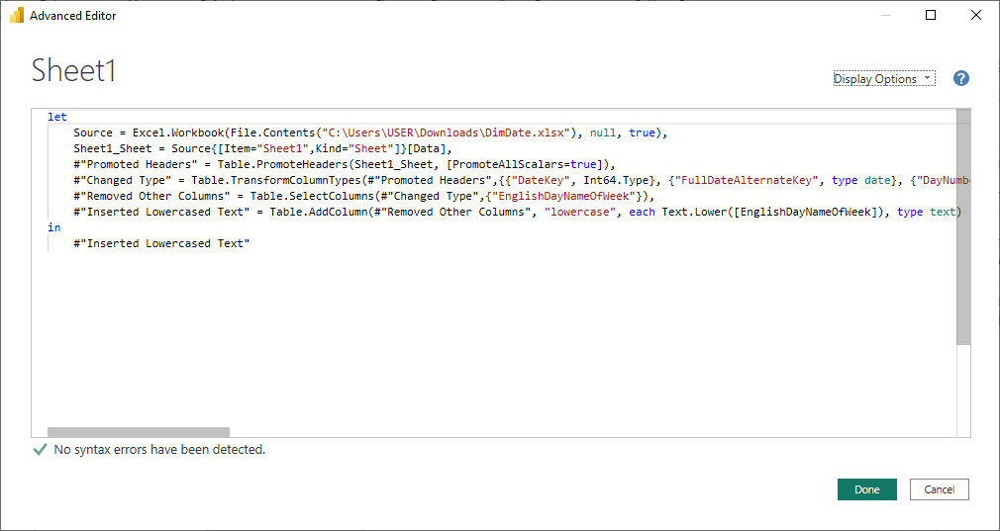 Advanced Editor
Sheet1
Display Options
?
let
Source = Excel.Workbook(File.Contents("C:\Users\USER\Downloads\DimDate.xlsx"), null, true),
Sheet1_Sheet = Source{[Item="Sheet1",Kind="Sheet"]}[Data],
#"Promoted Headers" = Table.PromoteHeaders(Sheet1_Sheet, [PromoteAllScalars=true]),
#"Changed Type" = Table.TransformColumnTypes(#"Promoted Headers",{{"DateKey", Int64.Type}, {"FullDateAlternateKey", type date}, {"DayNumbe
#"Removed Other Columns" = Table.SelectColumns(#"Changed Type",{"EnglishDayNameOfWeek"}),
#"Inserted Lowercased Text" = Table.AddColumn(#"Removed Other Columns", "lowercase", each Text.Lower([EnglishDayNameOfWeek]), type text)
in
#"Inserted Lowercased Text"
No syntax errors have been detected.
Done
Cancel